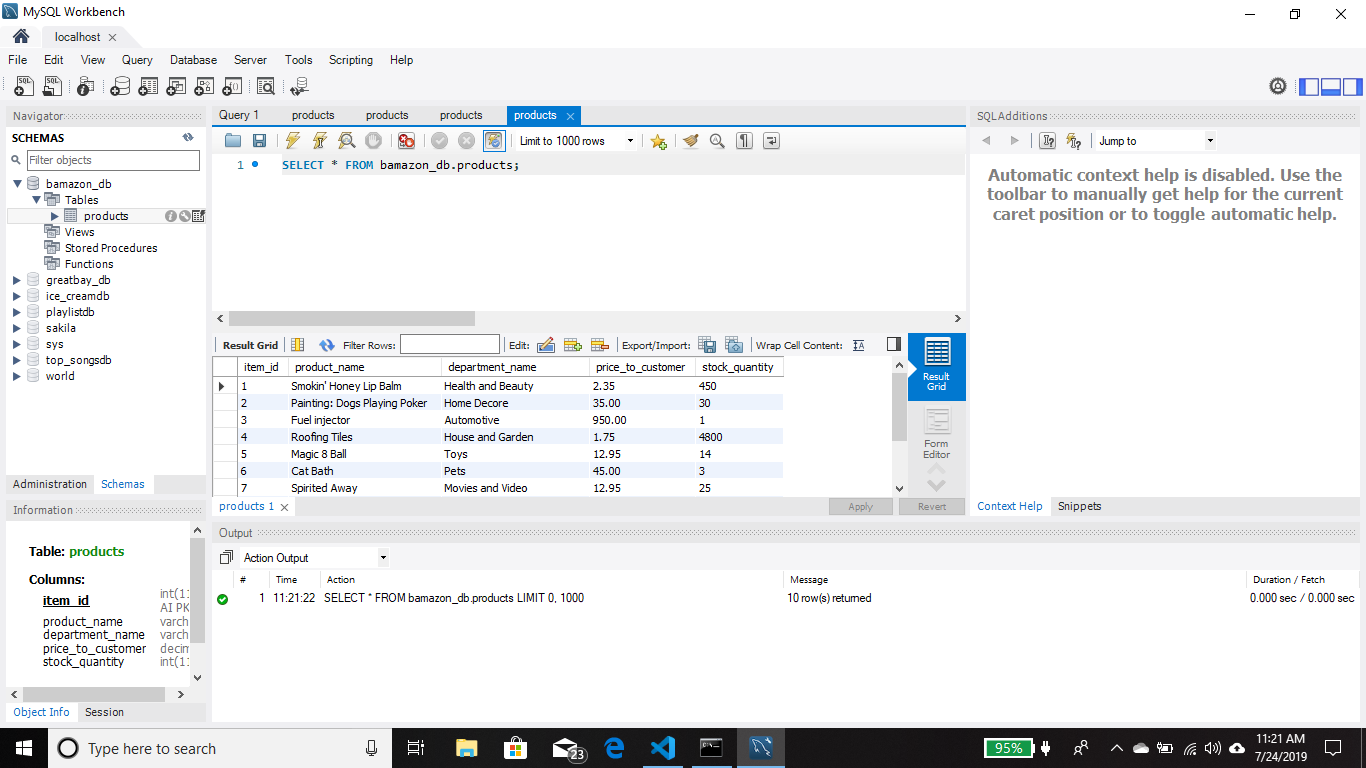 MySQL Workbench
localhost
File Edit View Query Database Server Tools Scripting Help
Navigator
SCHEMAS
Filter objects
bamazon_db
Tables
products
Views
Stored Procedures
Functions
greatbay_db
ice_creamdb
playlistdb
sakila
sys
top_songsdb
world
Administration Schemas
Information
Table: products
Columns:
item_id int(11
AI PK
product_name varch
department_name varch
price_to_customer decim
stock_quantity int(11
Object Info Session
Query 1 products products products products
Limit to 1000 rows
1 SELECT * FROM bamazon_db.products;
Result Grid Filter Rows: Edit: Export/Import: Wrap Cell Content:
item_id product_name department_name price_to_customer stock_quantity
1 Smokin' Honey Lip Balm Health and Beauty 2.35 450
2 Painting: Dogs Playing Poker Home Decore 35.00 30
3 Fuel injector Automotive 950.00 1
4 Roofing Tiles House and Garden 1.75 4800
5 Magic 8 Ball Toys 12.95 14
6 Cat Bath Pets 45.00 3
7 Spirited Away Movies and Video 12.95 25
Result
Grid
Form
Editor
products 1 Apply Revert
SQLAdditions
Jump to
Automatic context help is disabled. Use the
toolbar to manually get help for the current
caret position or to toggle automatic help.
Context Help Snippets
Output
Action Output
# Time Action Message Duration / Fetch
1 11:21:22 SELECT * FROM bamazon_db.products LIMIT 0, 1000 10 row(s) returned 0.000 sec / 0.000 sec
Type here to search
23
95%
11:21 AM
7/24/2019